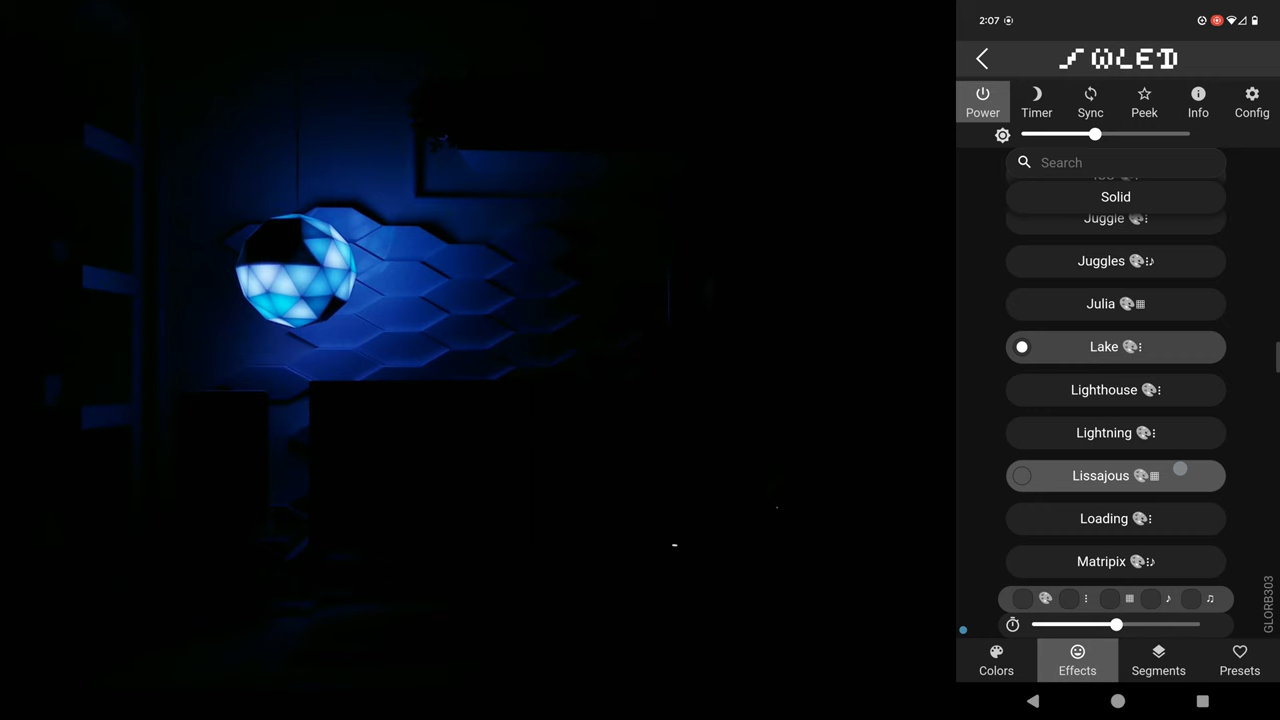 2:07
WLED
Power Timer Sync Peek Info Config
Search
Solid
Juggle
Juggles
Julia
Lake
Lighthouse
Lightning
Lissajous
Loading
Matripix
GLORB303
Colors Effects Segments Presets